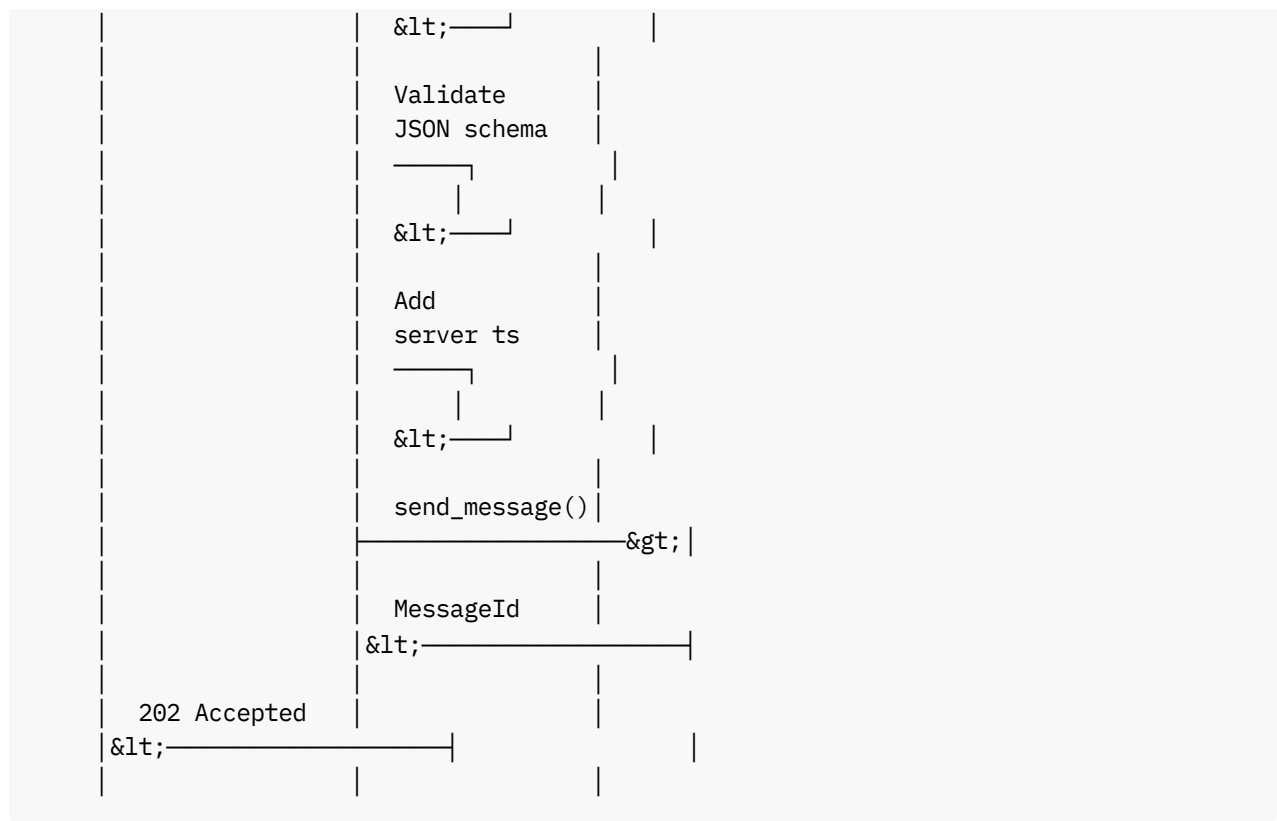 &lt;
Validate
JSON schema
&lt;
Add
server ts
&lt;
send_message()
&gt;
MessageId
&lt;
202 Accepted
&lt;